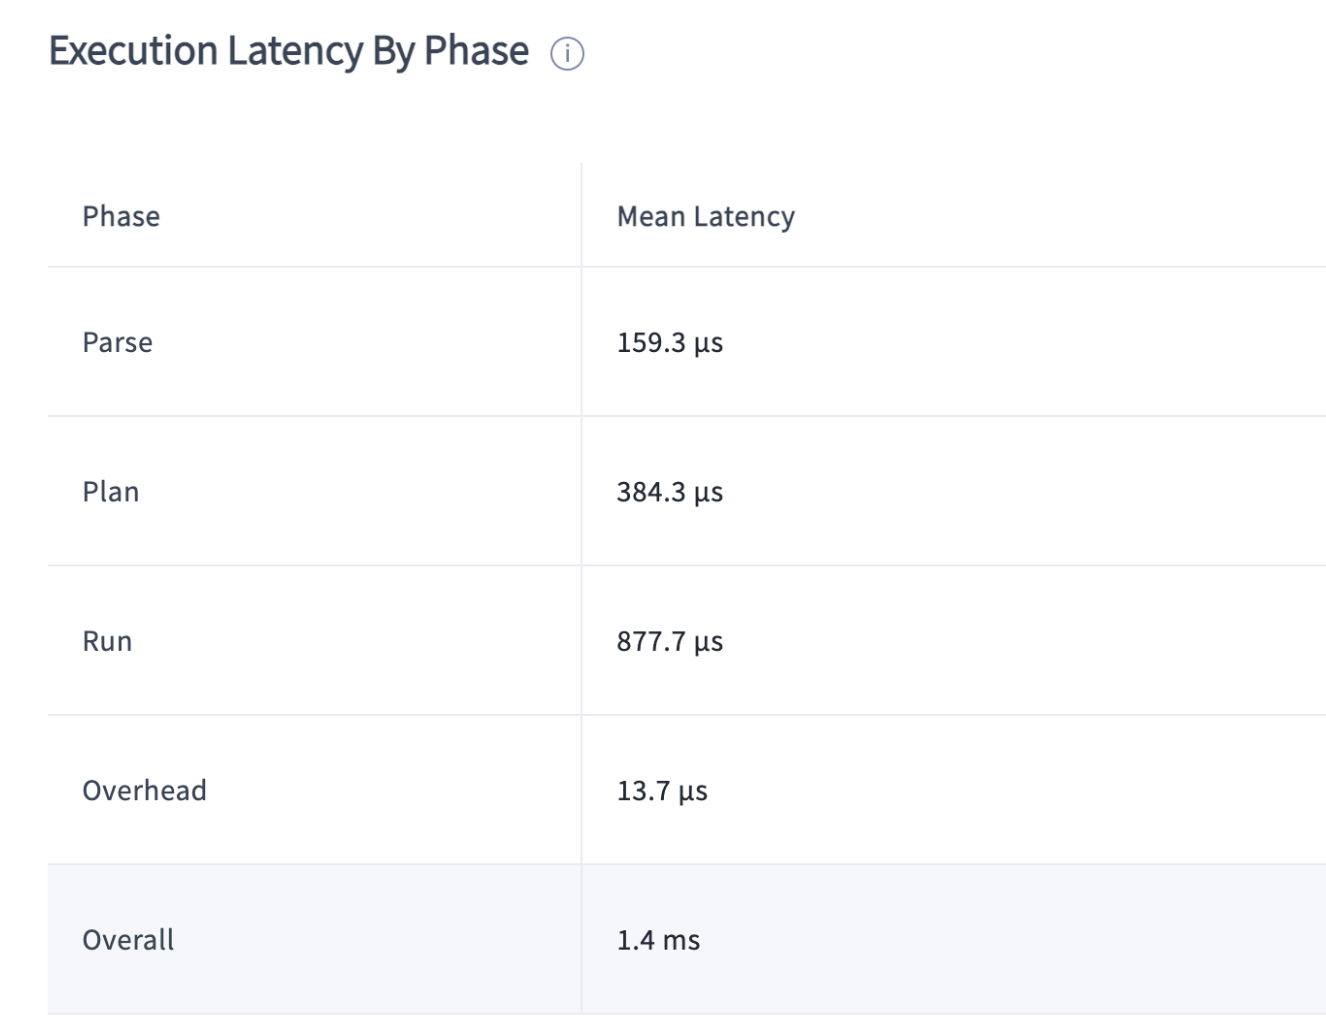 Execution Latency By Phase
Phase Mean Latency
Parse 159.3 µs
Plan 384.3 µs
Run 877.7 µs
Overhead 13.7 µs
Overall 1.4 ms